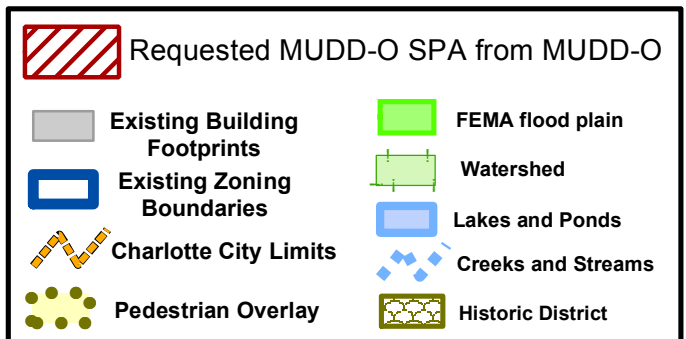 Requested MUDD-O SPA from MUDD-O
Existing Building
Footprints
Existing Zoning
Boundaries
Charlotte City Limits
Pedestrian Overlay
FEMA flood plain
Watershed
Lakes and Ponds
Creeks and Streams
Historic District